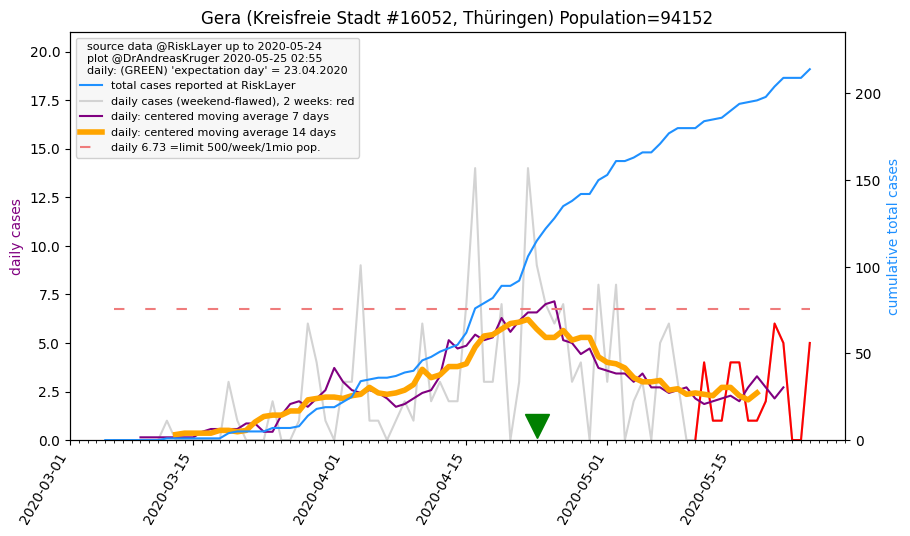 Gera (Kreisfreie Stadt #16052, Thüringen) Population=94152
source data @RiskLayer up to 2020-05-24
plot @DrAndreasKruger 2020-05-25 02:55
daily: (GREEN) 'expectation day' = 23.04.2020
total cases reported at RiskLayer
daily cases (weekend-flawed), 2 weeks: red
daily: centered moving average 7 days
daily: centered moving average 14 days
daily 6.73 =limit 500/week/1mio pop.
daily cases
20.0
17.5
15.0
12.5
10.0
7.5
5.0
2.5
0.0
200
150
100
50
0
cumulative total cases
2020-03-01
2020-03-15
2020-04-01
2020-04-15
2020-05-01
2020-05-15